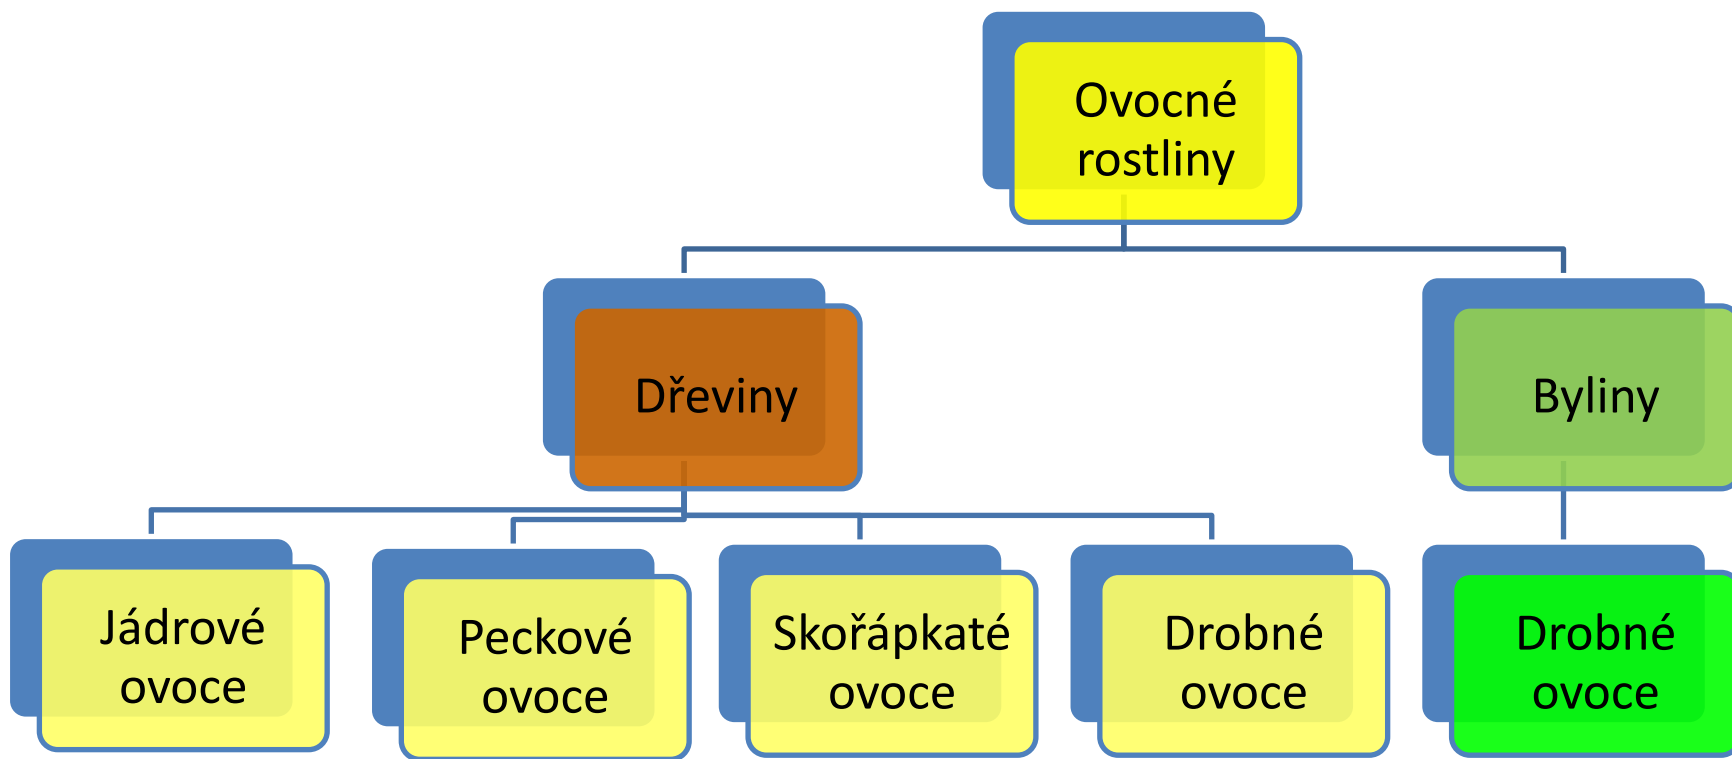 Ovocné
rostliny
Dřeviny
Byliny
Jádrové
ovoce
Peckové
ovoce
Skořápkaté
ovoce
Drobné
ovoce
Drobné
ovoce